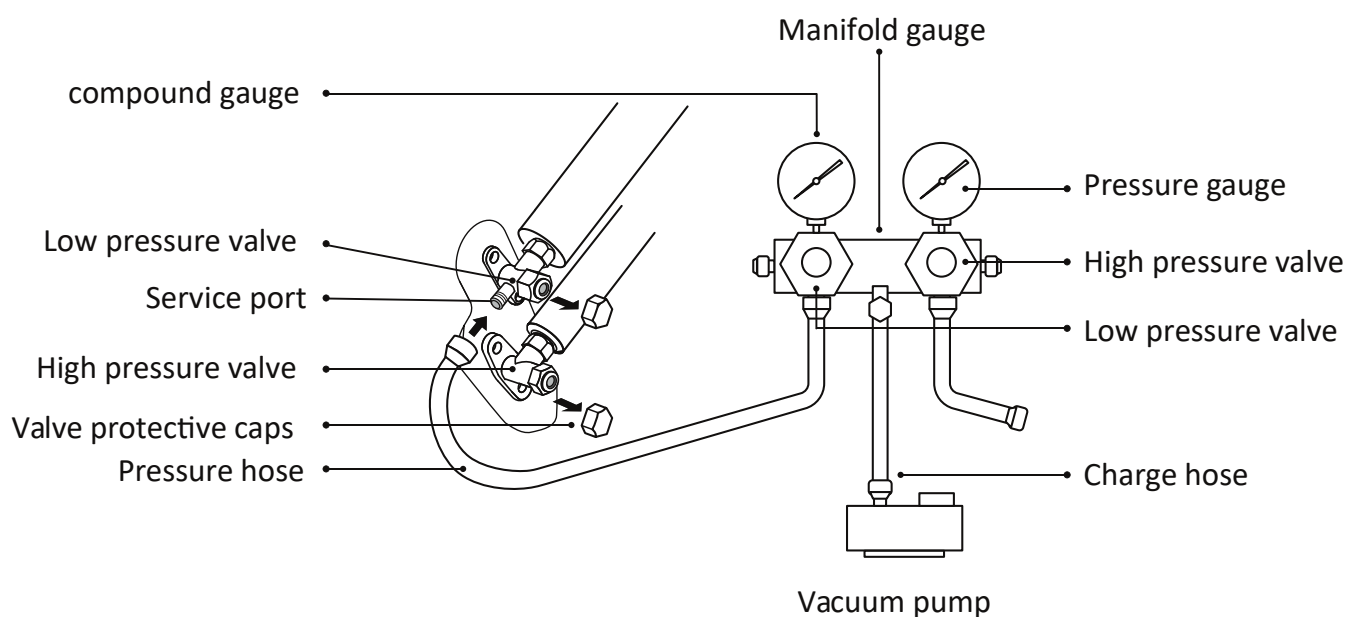 Manifold gauge
compound gauge
Pressure gauge
Low pressure valve
High pressure valve
Service port
Low pressure valve
High pressure valve
Valve protective caps
Pressure hose
Charge hose
Vacuum pump